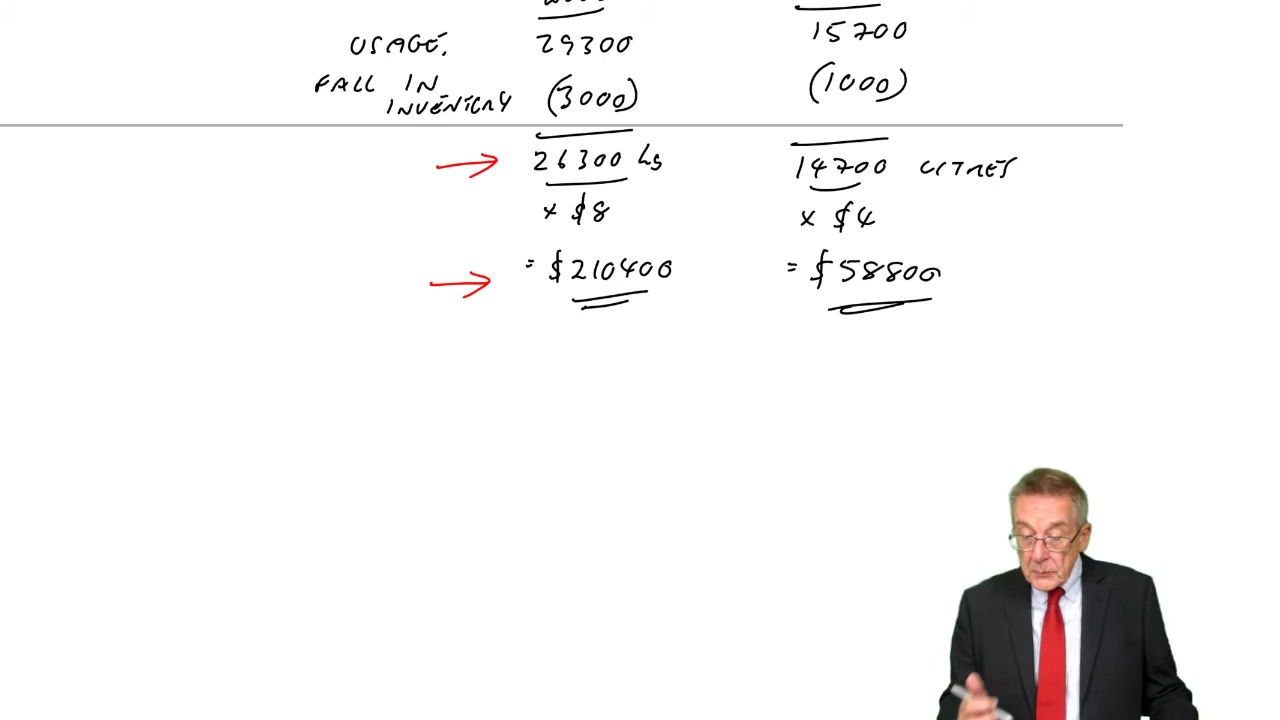 USAGE. 29300 15700
FALL IN
INVENTORY (3000) (1000)
26300 kg 14700 LITRES
x $8 x $4
= $210400 = $58800